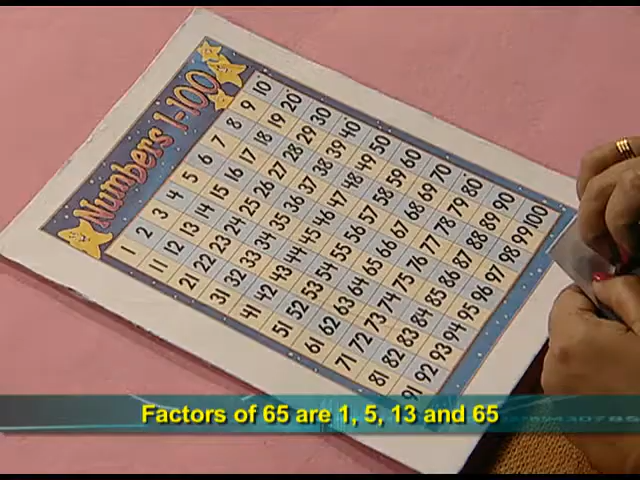 Numbers 1-100
1 2 3 4 5 6 7 8 9 10
11 12 13 14 15 16 17 18 19 20
21 22 23 24 25 26 27 28 29 30
31 32 33 34 35 36 37 38 39 40
41 42 43 44 45 46 47 48 49 50
51 52 53 54 55 56 57 58 59 60
61 62 63 64 65 66 67 68 69 70
71 72 73 74 75 76 77 78 79 80
81 82 83 84 85 86 87 88 89 90
91 92 93 94 95 96 97 98 99 100
Factors of 65 are 1, 5, 13 and 65